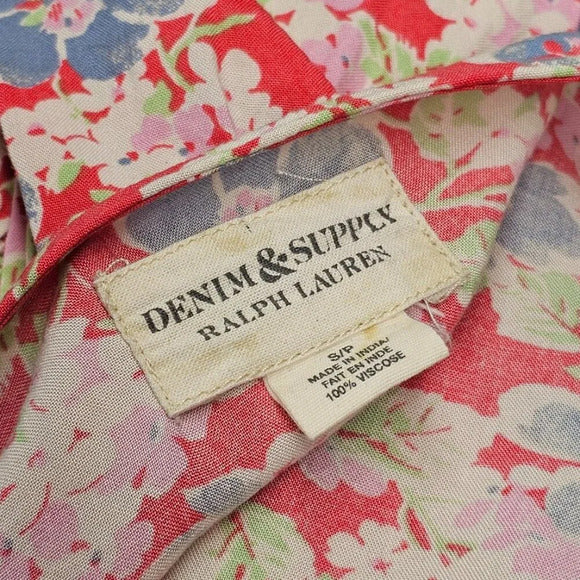 DENIM & SUPPLY
RALPH LAUREN
S/P
MADE IN INDIA/
FAIT EN INDE
100% VISCOSE